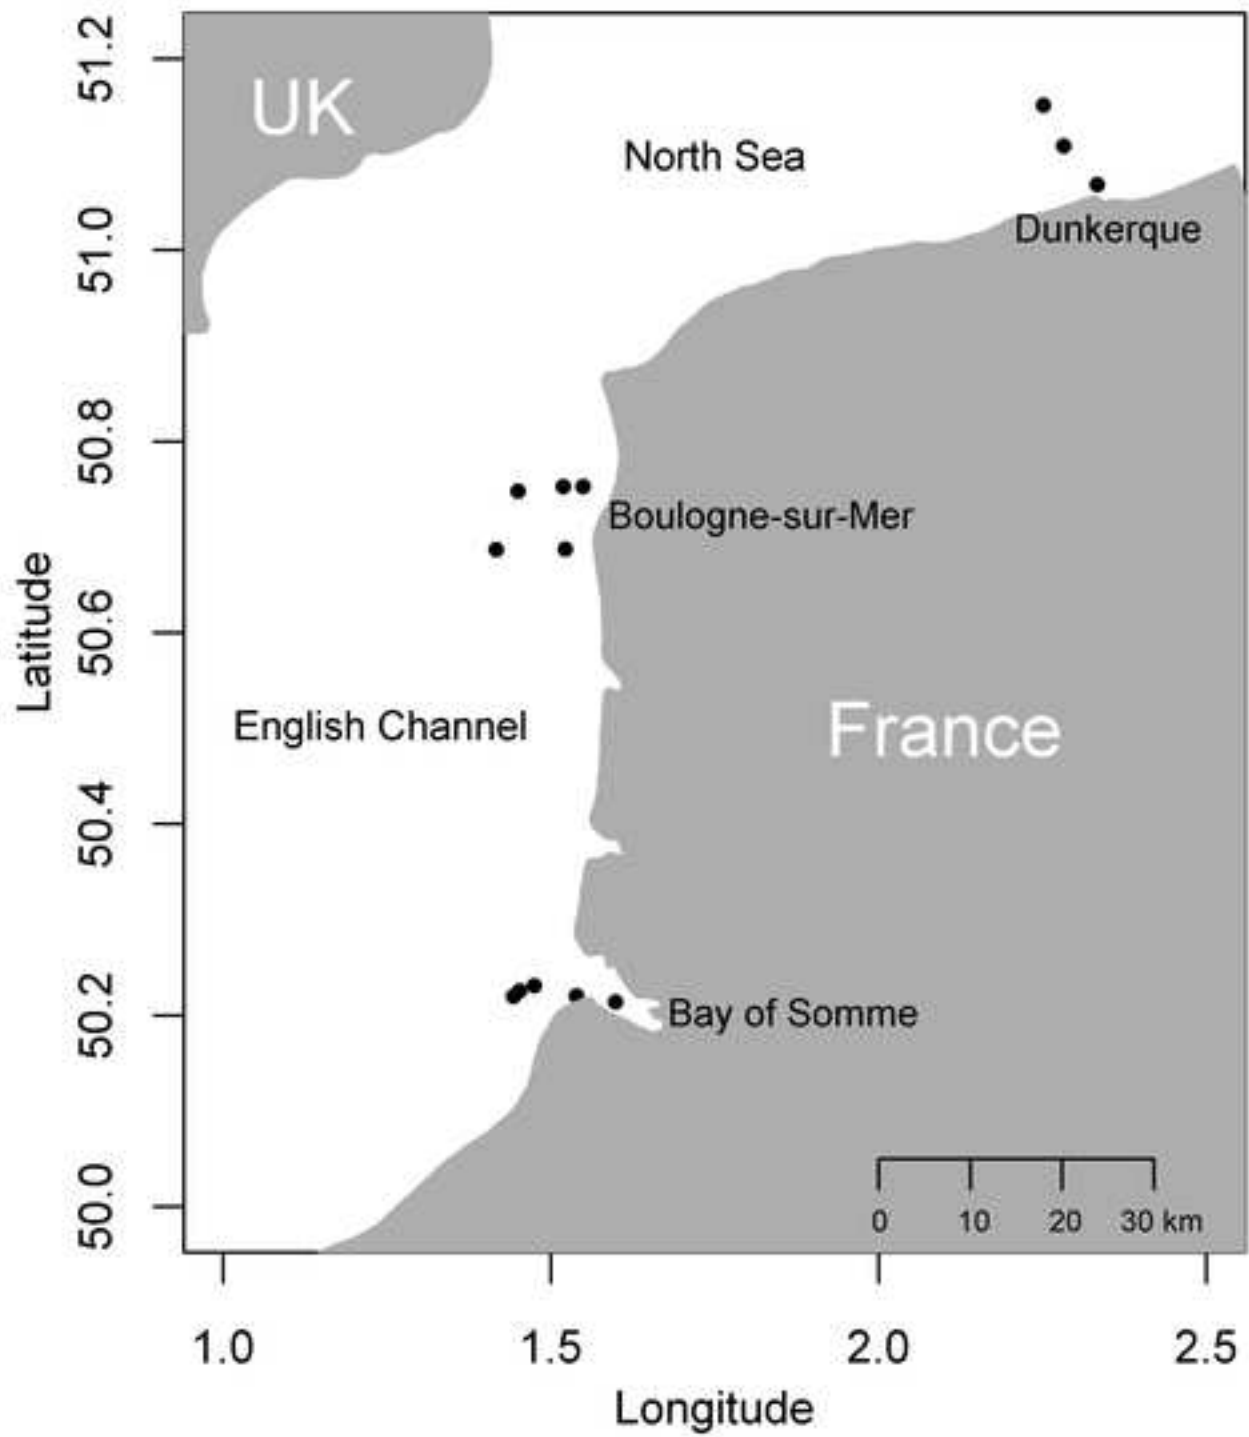 UK
North Sea
Dunkerque
Boulogne-sur-Mer
English Channel
France
Bay of Somme
0 10 20 30 km
Latitude
51.2
51.0
50.8
50.6
50.4
50.2
50.0
1.0 1.5 2.0 2.5
Longitude